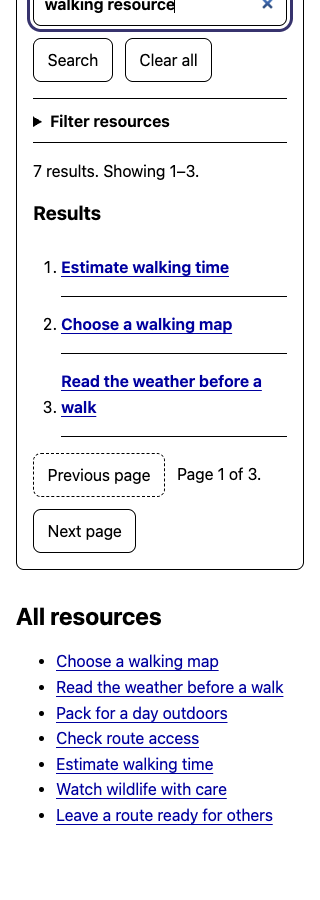 walking resource
Search Clear all
Filter resources
7 results. Showing 1–3.
Results
1. Estimate walking time
2. Choose a walking map
Read the weather before a
3. walk
Previous page Page 1 of 3.
Next page
All resources
• Choose a walking map
• Read the weather before a walk
• Pack for a day outdoors
• Check route access
• Estimate walking time
• Watch wildlife with care
• Leave a route ready for others